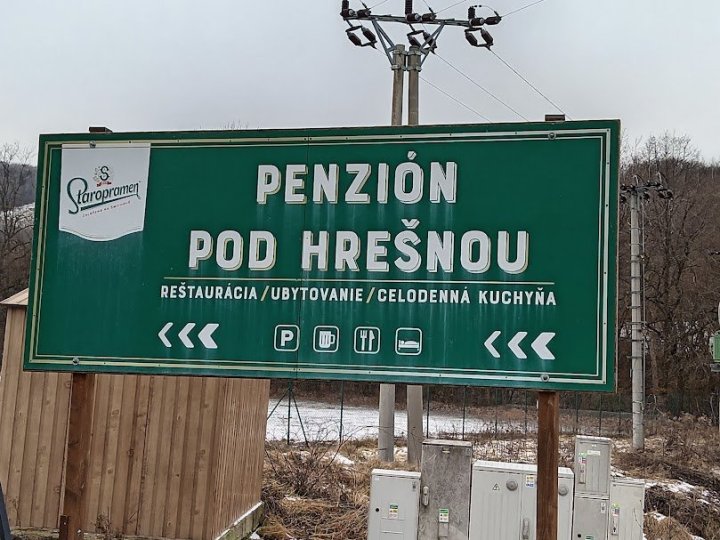 Staropramen
PENZIÓN
POD HREŠNOU
REŠTAURÁCIA/UBYTOVANIE/CELODENNÁ KUCHYŇA
P